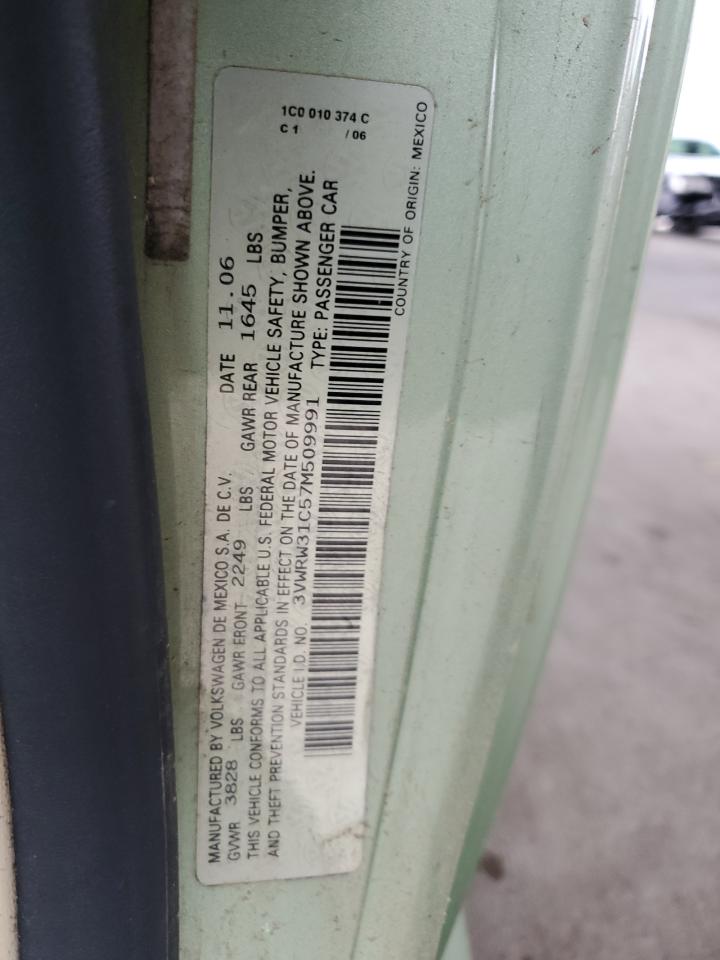 MANUFACTURED BY VOLKSWAGEN DE MEXICO S.A. DE C.V. DATE 11.06
GVWR 3828 LBS GAWR FRONT 2249 LBS GAWR REAR 1645 LBS
THIS VEHICLE CONFORMS TO ALL APPLICABLE U.S. FEDERAL MOTOR VEHICLE SAFETY, BUMPER,
AND THEFT PREVENTION STANDARDS IN EFFECT ON THE DATE OF MANUFACTURE SHOWN ABOVE.
VEHICLE I.D. NO. 3VWRW31C57M509991 TYPE: PASSENGER CAR
COUNTRY OF ORIGIN: MEXICO
1C0 010 374 C
C 1 / 06